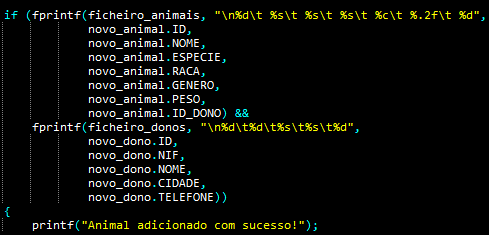 if (fprintf(ficheiro_animais, "\n%d\t %s\t %s\t %s\t %c\t %.2f\t %d",
novo_animal.ID,
novo_animal.NOME,
novo_animal.ESPECIE,
novo_animal.RACA,
novo_animal.GENERO,
novo_animal.PESO,
novo_animal.ID_DONO) &&
fprintf(ficheiro_donos, "\n%d\t%d\t%s\t%s\t%d",
novo_dono.ID,
novo_dono.NIF,
novo_dono.NOME,
novo_dono.CIDADE,
novo_dono.TELEFONE))
{
printf("Animal adicionado com sucesso!");